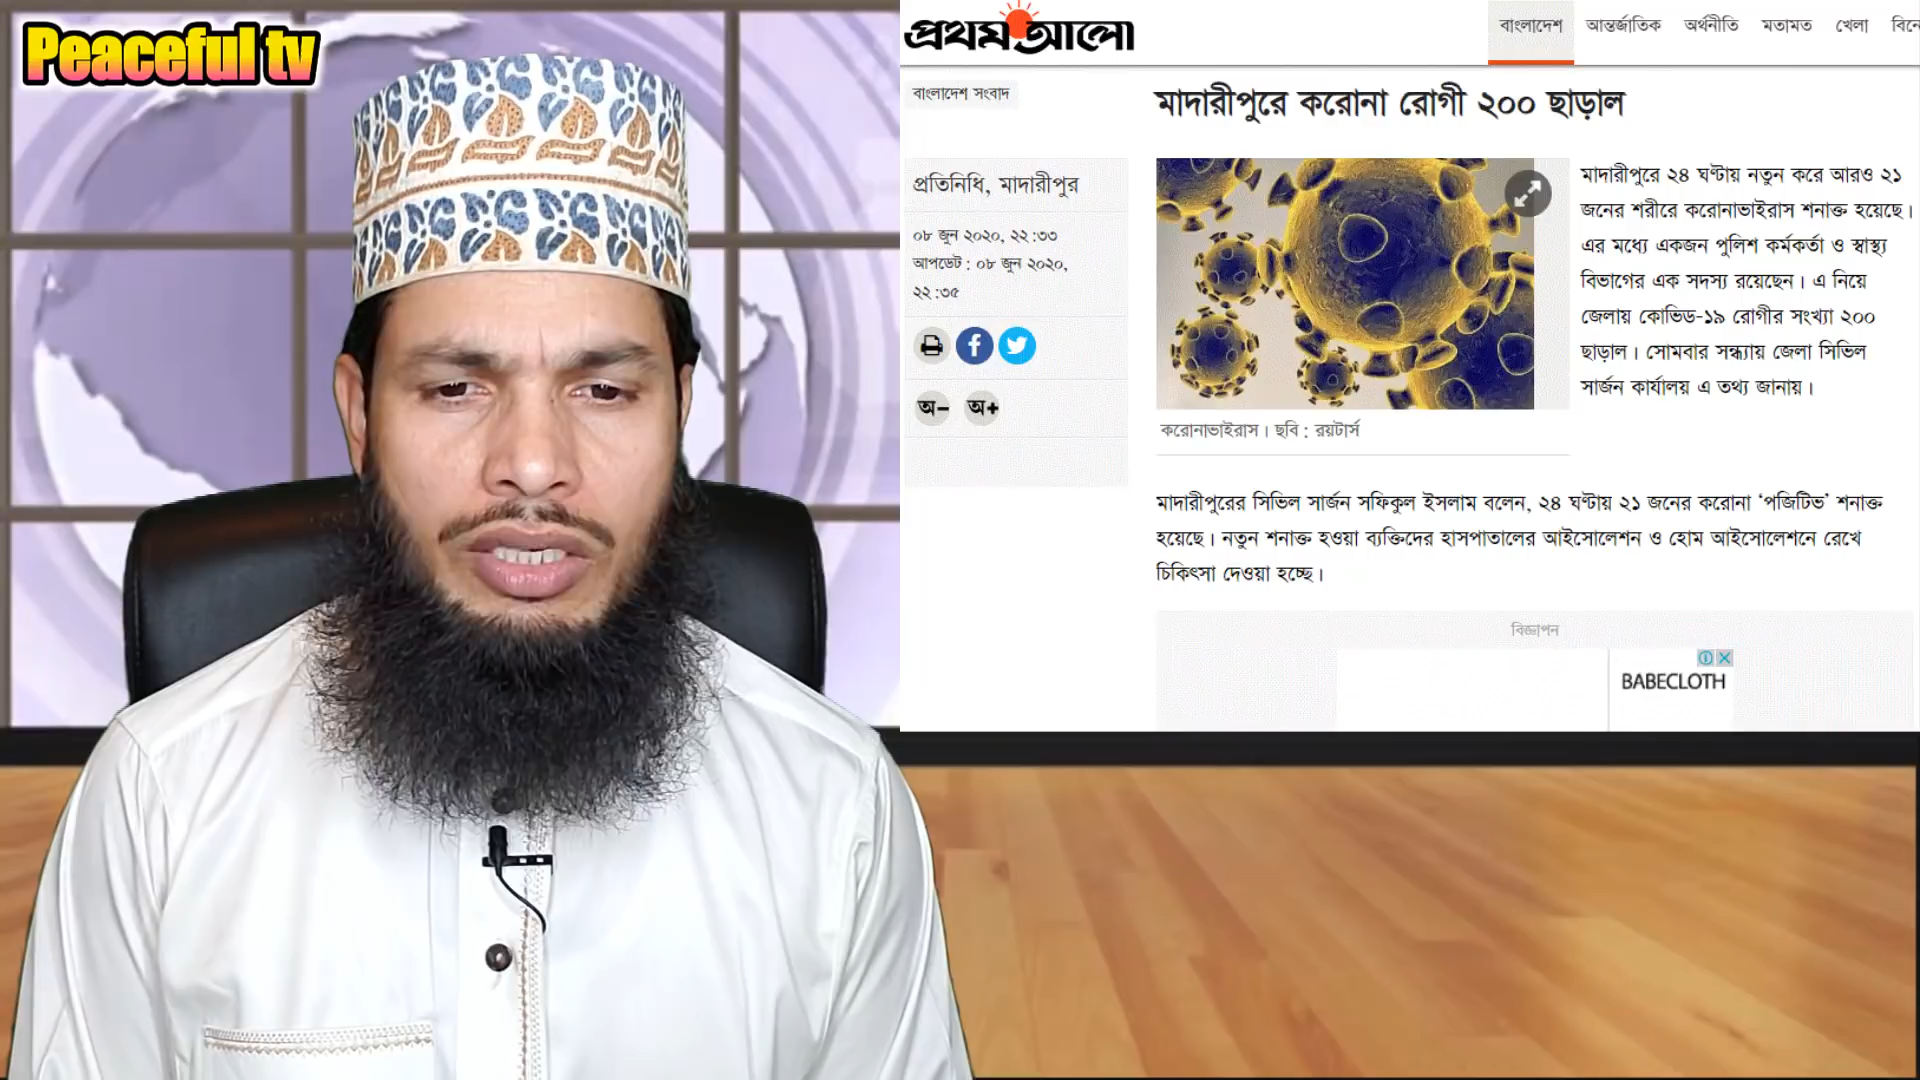 Peaceful tv
প্রথম আলো
বাংলাদেশ আন্তর্জাতিক অর্থনীতি মতামত খেলা
বাংলাদেশ সংবাদ
মাদারীপুরে করোনা রোগী ২০০ ছাড়াল
প্রতিনিধি, মাদারীপুর
০৮ জুন ২০২০, ২২:৩৩
আপডেট: ০৮ জুন ২০২০,
২২:৩৫
অ- অ+
মাদারীপুরে ২৪ ঘণ্টায় নতুন করে আরও ২১
জনের শরীরে করোনাভাইরাস শনাক্ত হয়েছে।
এর মধ্যে একজন পুলিশ কর্মকর্তা ও স্বাস্থ্য
বিভাগের এক সদস্য রয়েছেন। এ নিয়ে
জেলায় কোভিড-১৯ রোগীর সংখ্যা ২০০
ছাড়াল। সোমবার সন্ধ্যায় জেলা সিভিল
সার্জন কার্যালয় এ তথ্য জানায়।
করোনাভাইরাস। ছবি: রয়টার্স
মাদারীপুরের সিভিল সার্জন সফিকুল ইসলাম বলেন, ২৪ ঘণ্টায় ২১ জনের করোনা ‘পজিটিভ’ শনাক্ত
হয়েছে। নতুন শনাক্ত হওয়া ব্যক্তিদের হাসপাতালের আইসোলেশন ও হোম আইসোলেশনে রেখে
চিকিৎসা দেওয়া হচ্ছে।
বিজ্ঞাপন
BABECLOTH